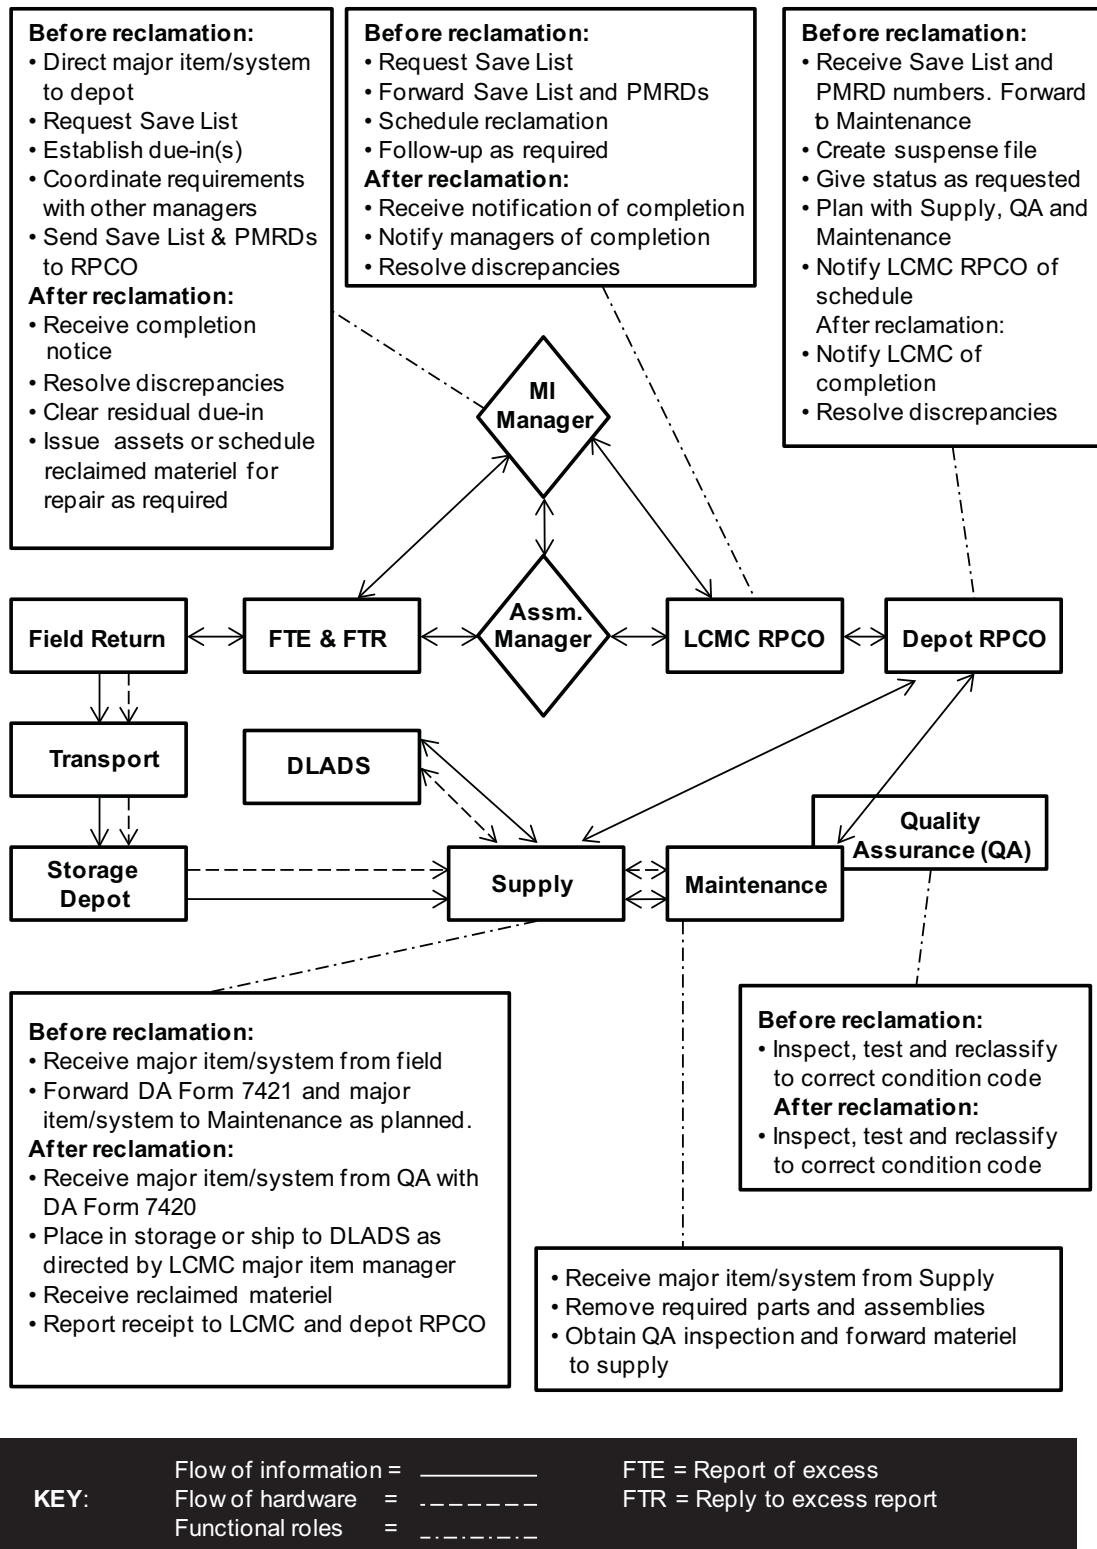 Before reclamation:
• Direct major item/system
to depot
• Request Save List
• Establish due-in(s)
• Coordinate requirements
with other managers
• Send Save List & PMRDs
to RPCO
After reclamation:
• Receive completion
notice
• Resolve discrepancies
• Clear residual due-in
• Issue assets or schedule
reclaimed materiel for
repair as required
Before reclamation:
• Request Save List
• Forward Save List and PMRDs
• Schedule reclamation
• Follow-up as required
After reclamation:
• Receive notification of completion
• Notify managers of completion
• Resolve discrepancies
Before reclamation:
• Receive Save List and
PMRD numbers. Forward
to Maintenance
• Create suspense file
• Give status as requested
• Plan with Supply, QA and
Maintenance
• Notify LCMC RPCO of
schedule
After reclamation:
• Notify LCMC of
completion
• Resolve discrepancies
MI
Manager
Field Return
FTE & FTR
Assm.
Manager
LCMC RPCO
Depot RPCO
Transport
DLADS
Quality
Assurance (QA)
Storage
Depot
Supply
Maintenance
Before reclamation:
• Receive major item/system from field
• Forward DA Form 7421 and major
item/system to Maintenance as planned.
After reclamation:
• Receive major item/system from QA with
DA Form 7420
• Place in storage or ship to DLADS as
directed by LCMC major item manager
• Receive reclaimed materiel
• Report receipt to LCMC and depot RPCO
Before reclamation:
• Inspect, test and reclassify
to correct condition code
After reclamation:
• Inspect, test and reclassify
to correct condition code
• Receive major item/system from Supply
• Remove required parts and assemblies
• Obtain QA inspection and forward materiel
to supply
KEY:
Flow of information =
Flow of hardware =
Functional roles =
FTE = Report of excess
FTR = Reply to excess report